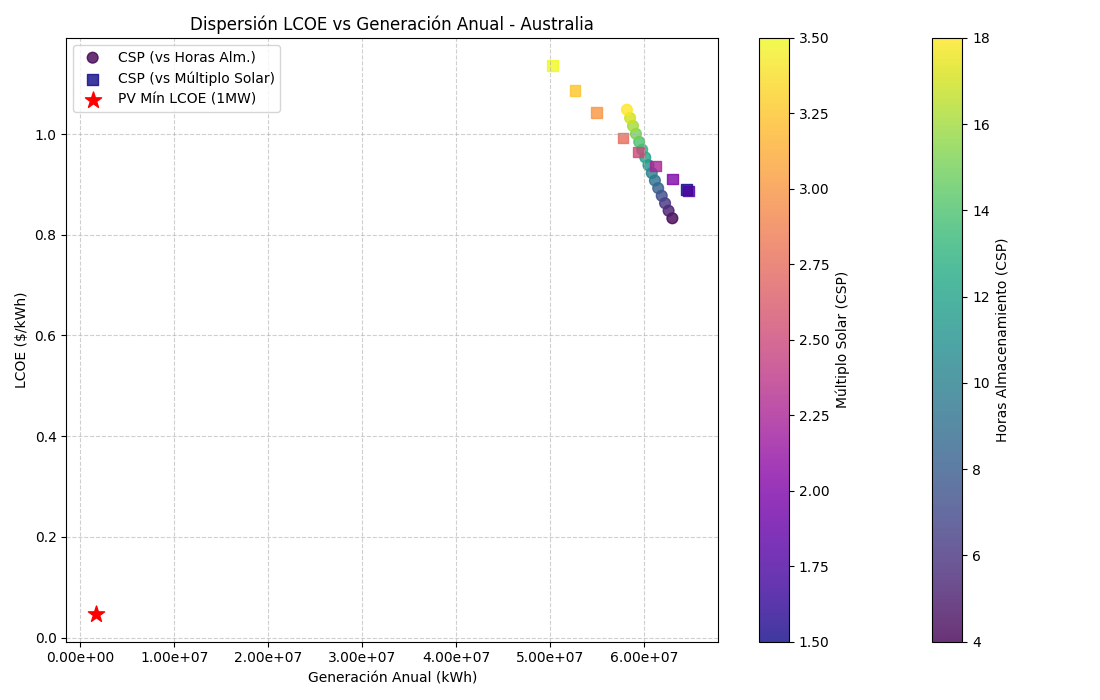 Dispersión LCOE vs Generación Anual - Australia
CSP (vs Horas Alm.)
CSP (vs Múltiplo Solar)
PV Mín LCOE (1MW)
LCOE ($/kWh)
1.0
0.8
0.6
0.4
0.2
0.0
0.00e+00 1.00e+07 2.00e+07 3.00e+07 4.00e+07 5.00e+07 6.00e+07
Generación Anual (kWh)
3.50
3.25
3.00
2.75
2.50
2.25
2.00
1.75
1.50
Múltiplo Solar (CSP)
18
16
14
12
10
8
6
4
Horas Almacenamiento (CSP)